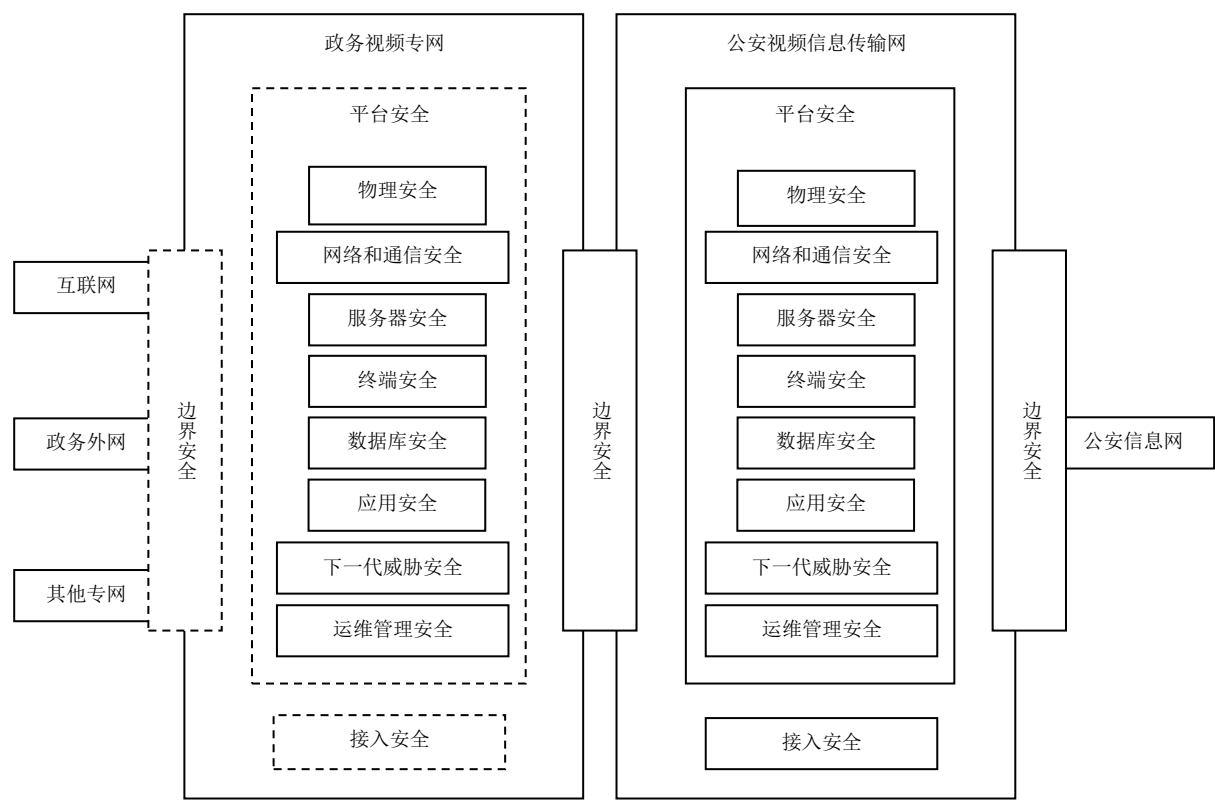 政务视频专网
平台安全
物理安全
网络和通信安全
服务器安全
终端安全
数据库安全
应用安全
下一代威胁安全
运维管理安全
接入安全
互联网
政务外网
其他专网
边界安全
边界安全
公安视频信息传输网
平台安全
物理安全
网络和通信安全
服务器安全
终端安全
数据库安全
应用安全
下一代威胁安全
运维管理安全
接入安全
边界安全
公安信息网